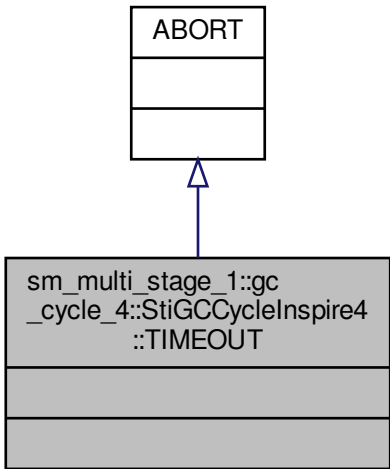 ABORT
sm_multi_stage_1::gc
_cycle_4::StiGCCycleInspire4
::TIMEOUT